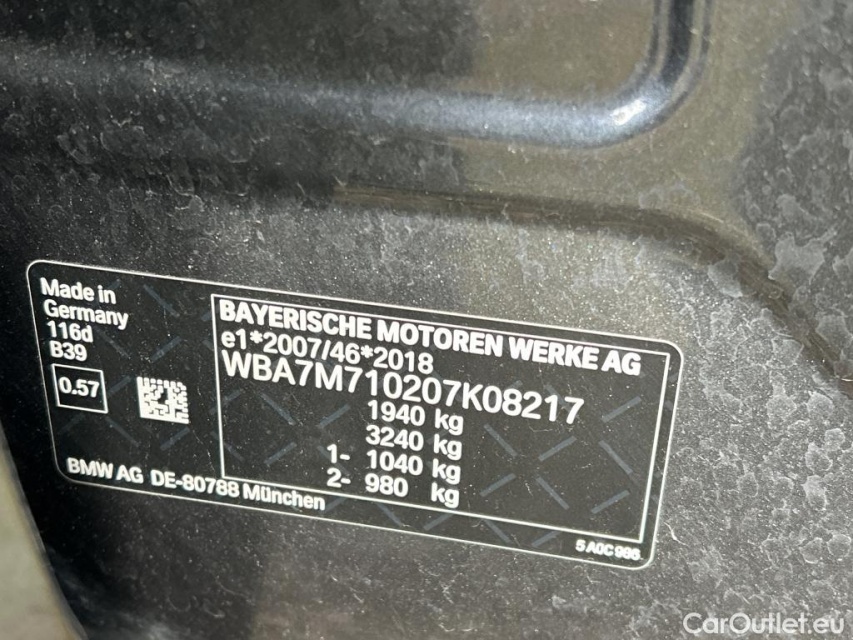 Made in
Germany
116d
B39
0.57
BAYERISCHE MOTOREN WERKE AG
e1*2007/46*2018
WBA7M710207K08217
1940 kg
3240 kg
1- 1040 kg
2- 980 kg
BMW AG DE-80788 München
5 A0C 986
CarOutlet.eu